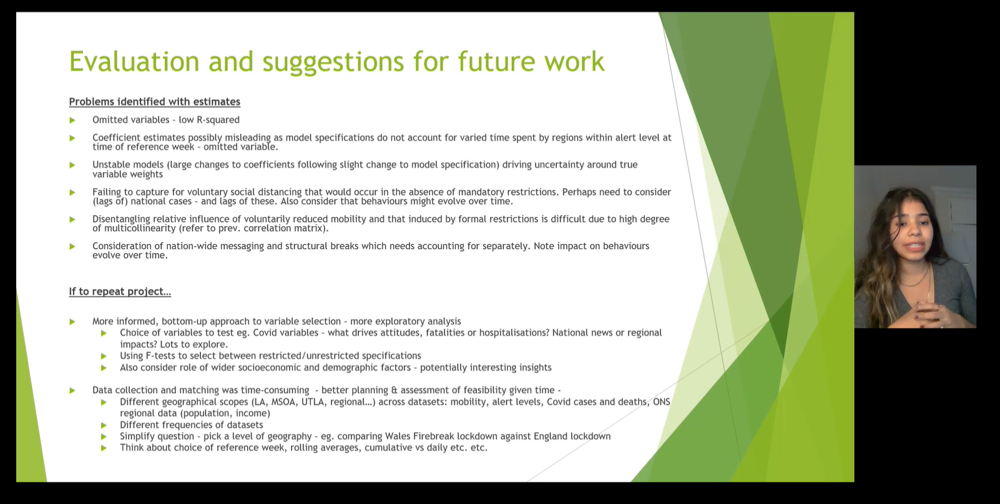 Evaluation and suggestions for future work
Problems identified with estimates
Omitted variables - low R-squared
Coefficient estimates possibly misleading as model specifications do not account for varied time spent by regions within alert level at
time of reference week - omitted variable.
Unstable models (large changes to coefficients following slight change to model specification) driving uncertainty around true
variable weights
Failing to capture for voluntary social distancing that would occur in the absence of mandatory restrictions. Perhaps need to consider
(lags of) national cases - and lags of these. Also consider that behaviours might evolve over time.
Disentangling relative influence of voluntarily reduced mobility and that induced by formal restrictions is difficult due to high degree
of multicollinearity (refer to prev. correlation matrix).
Consideration of nation-wide messaging and structural breaks which needs accounting for separately. Note impact on behaviours
evolve over time.
If to repeat project…
More informed, bottom-up approach to variable selection - more exploratory analysis
Choice of variables to test eg. Covid variables - what drives attitudes, fatalities or hospitalisations? National news or regional
impacts? Lots to explore.
Using F-tests to select between restricted/unrestricted specifications
Also consider role of wider socioeconomic and demographic factors - potentially interesting insights
Data collection and matching was time-consuming - better planning & assessment of feasibility given time -
Different geographical scopes (LA, MSOA, UTLA, regional…) across datasets: mobility, alert levels, Covid cases and deaths, ONS
regional data (population, income)
Different frequencies of datasets
Simplify question - pick a level of geography - eg. comparing Wales Firebreak lockdown against England lockdown
Think about choice of reference week, rolling averages, cumulative vs daily etc. etc.